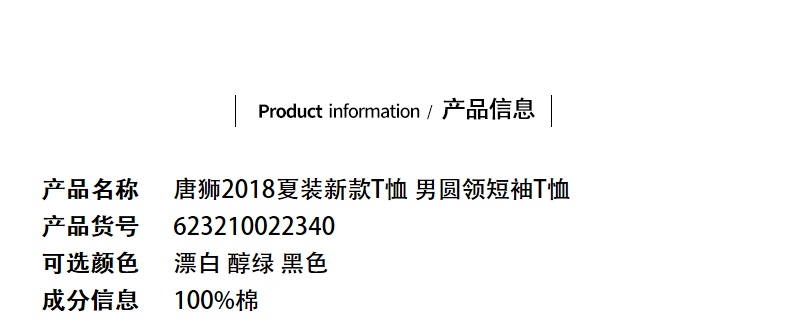 Product information / 产品信息
产品名称 唐狮2018夏装新款T恤 男圆领短袖T恤
产品货号 623210022340
可选颜色 漂白 醇绿 黑色
成分信息 100%棉